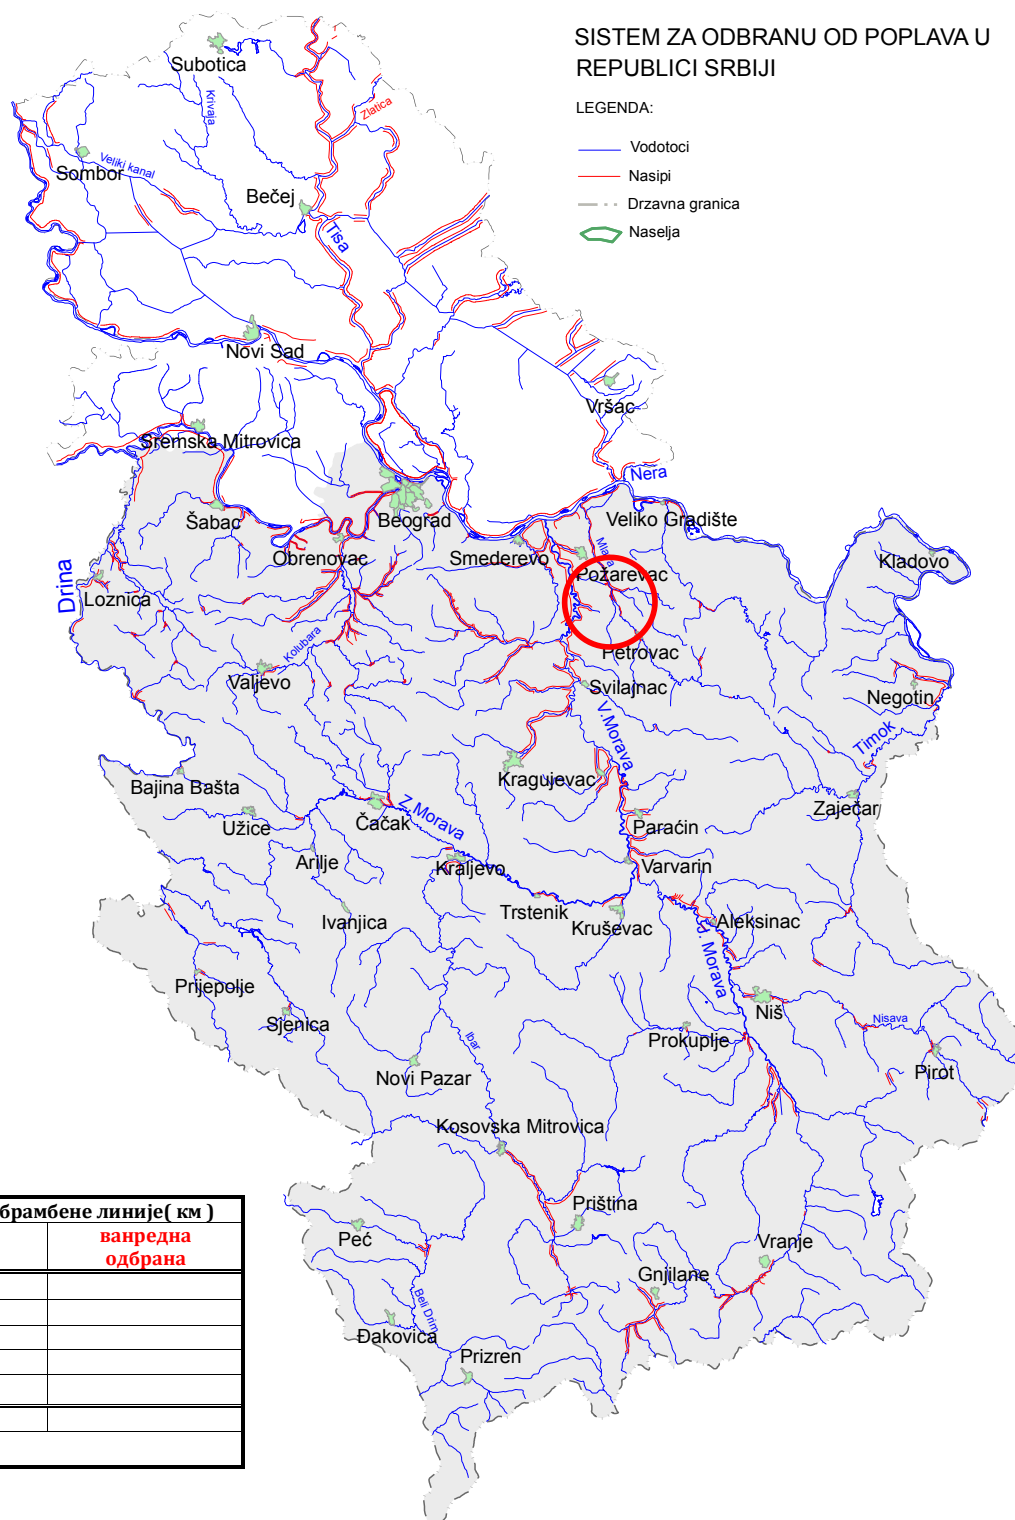 SISTEM ZA ODBRANU OD POPLAVA U
REPUBLICI SRBIJI
LEGENDA:
Vodotoci
Nasipi
Drzavna granica
Naselja
Subotica
Krivaja
Zlatica
Sombor
Veliki kanal
Bečej
Tisa
Novi Sad
Vršac
Sremska Mitrovica
Nera
Šabac
Beograd
Veliko Gradište
Obrenovac
Smederevo
Mlava
Kladovo
Drina
Loznica
Požarevac
Kolubara
Petrovac
Valjevo
Svilajnac
Negotin
V.Morava
Timok
Bajina Bašta
Kragujevac
Zaječar
Užice
Čačak
Z.Morava
Paraćin
Arilje
Kraljevo
Varvarin
Trstenik
Ivanjica
Kruševac
Aleksinac
J. Morava
Prijepolje
Niš
Sjenica
Ibar
Prokuplje
Nisava
Novi Pazar
Pirot
Kosovska Mitrovica
Priština
Peć
Vranje
Gnjilane
Beli Drim
Đakovica
Prizren
брамбене линије( км )
ванредна
одбрана